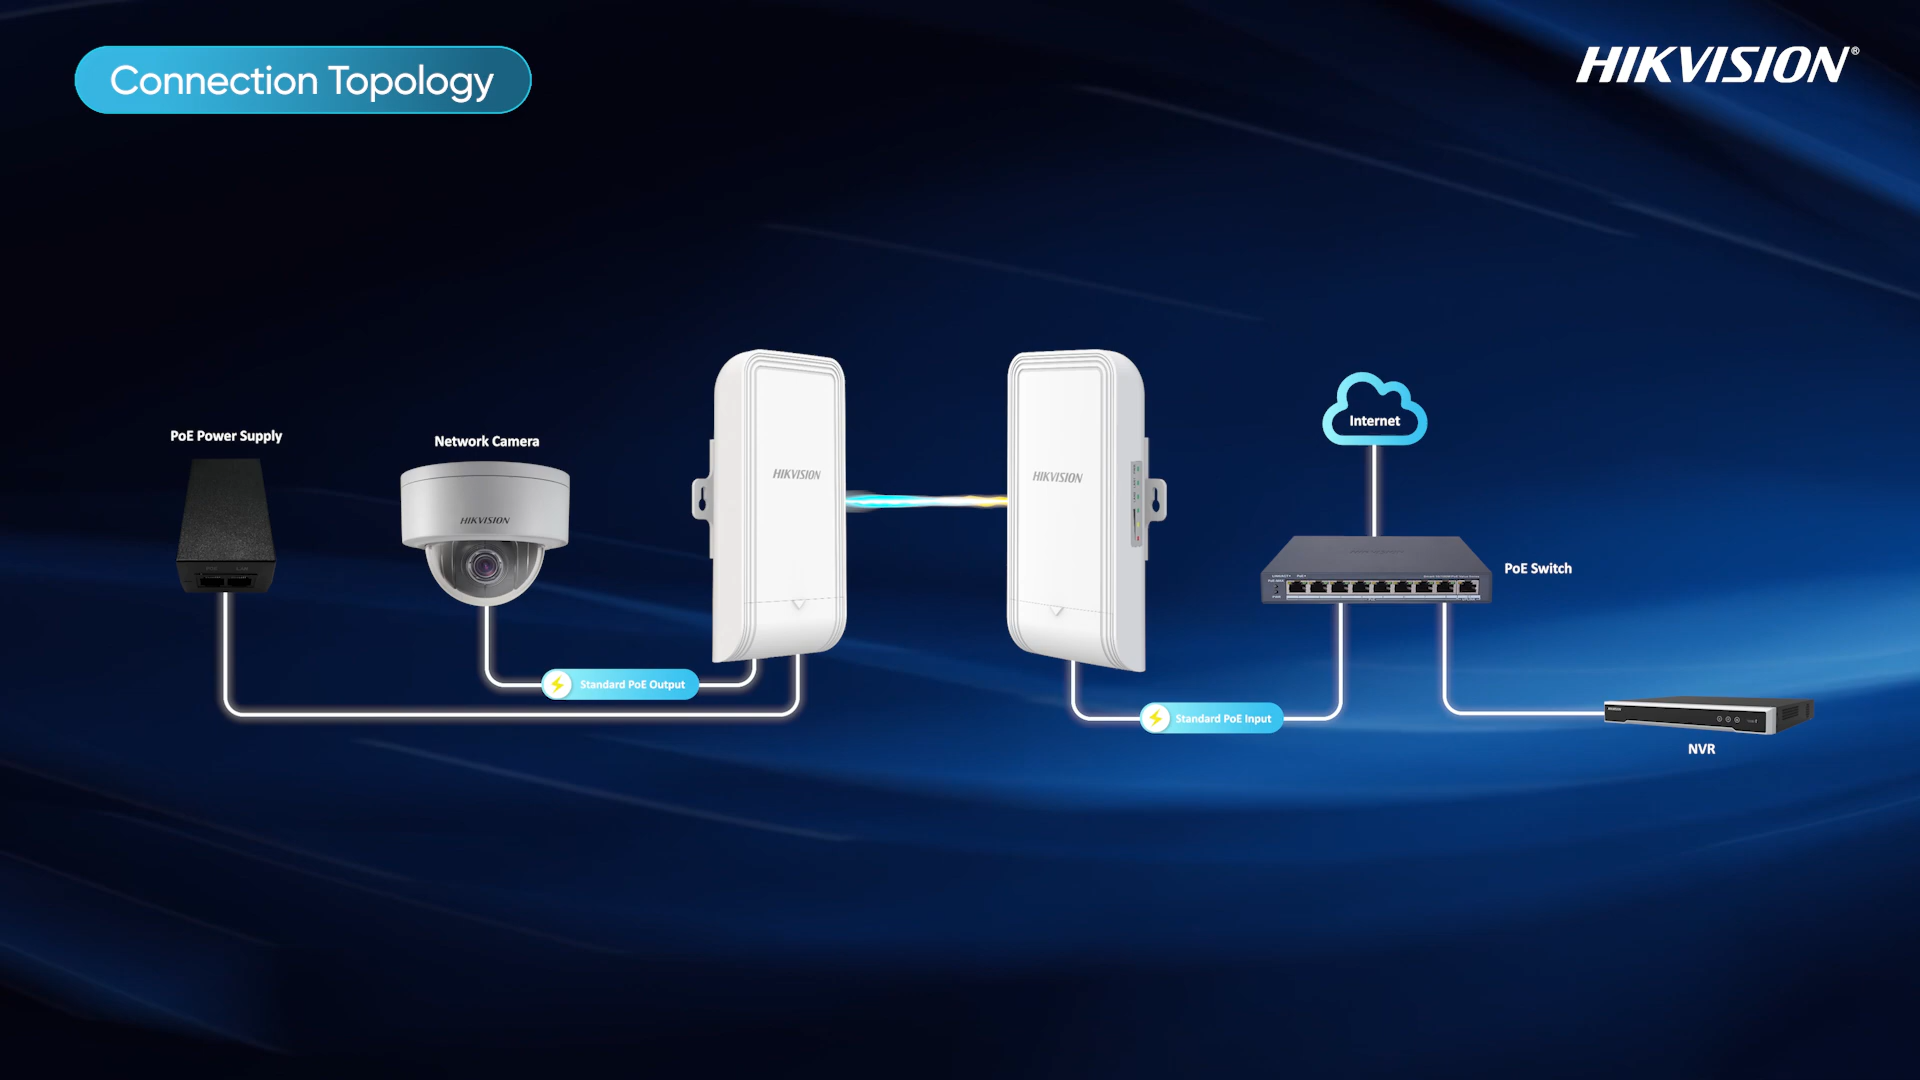 Connection Topology
HIKVISION®
PoE Power Supply
Network Camera
HIKVISION
HIKVISION
HIKVISION
Internet
PoE Switch
Standard PoE Output
Standard PoE Input
NVR